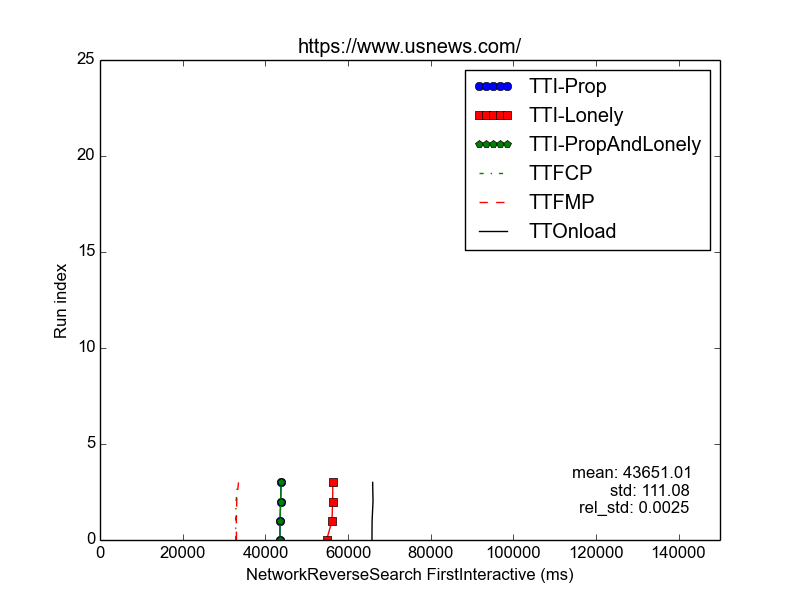 https://www.usnews.com/
25
20
15
10
5
0
Run index
TTI-Prop
TTI-Lonely
TTI-PropAndLonely
TTFCP
TTFMP
TTOnload
mean: 43651.01
std: 111.08
rel_std: 0.0025
0 20000 40000 60000 80000 100000 120000 140000
NetworkReverseSearch FirstInteractive (ms)